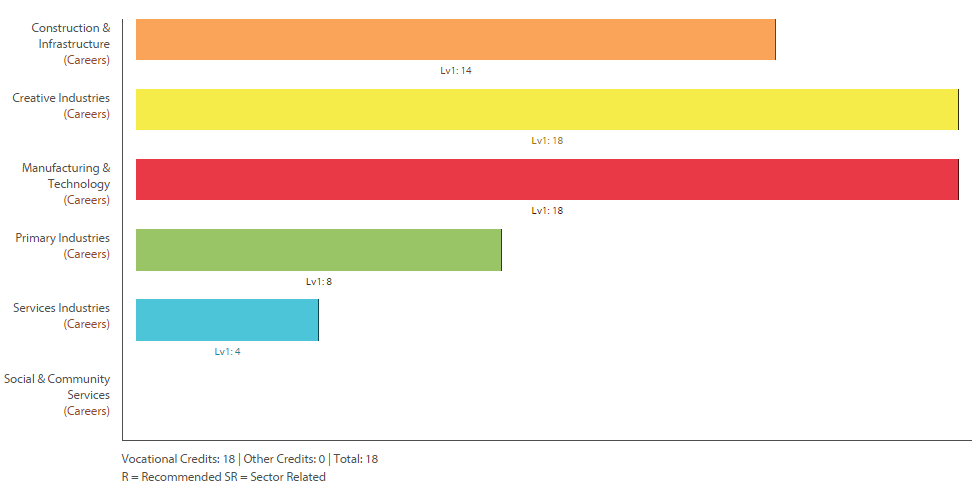 Construction &
Infrastructure
(Careers)
Lv1: 14
Creative Industries
(Careers)
Lv1: 18
Manufacturing &
Technology
(Careers)
Lv1: 18
Primary Industries
(Careers)
Lv1: 8
Services Industries
(Careers)
Lv1: 4
Social & Community
Services
(Careers)
Vocational Credits: 18 | Other Credits: 0 | Total: 18
R = Recommended SR = Sector Related